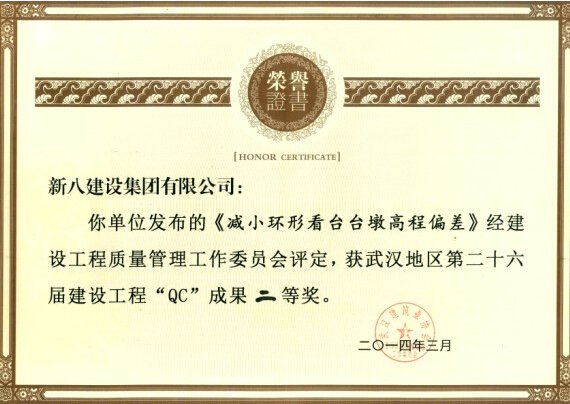 榮譽
證書
[HONOR CERTIFICATE]
新八建设集团有限公司：
你单位发布的《减小环形看台台墩高程偏差》经建
设工程质量管理工作委员会评定，获武汉地区第二十六
届建设工程“QC”成果二等奖。
二〇一四年三月